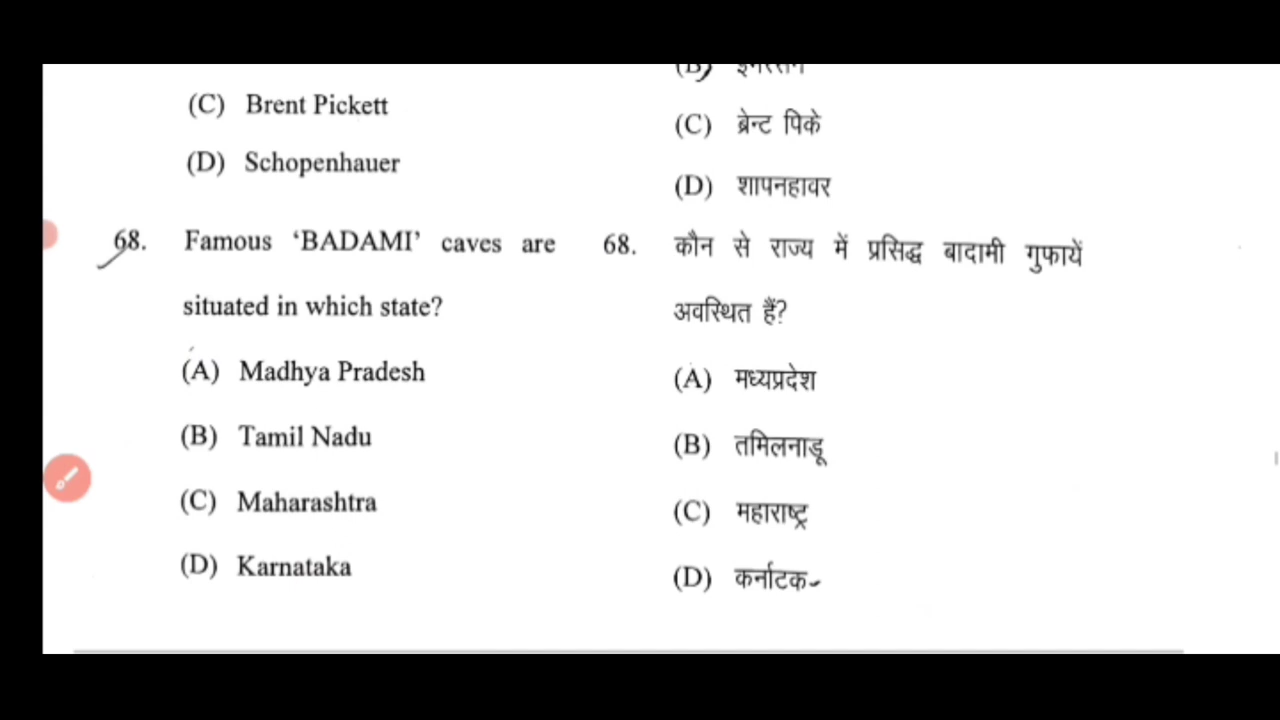 (C) Brent Pickett
(D) Schopenhauer
68. Famous ‘BADAMI’ caves are
situated in which state?
(A) Madhya Pradesh
(B) Tamil Nadu
(C) Maharashtra
(D) Karnataka
(B)
(C) ब्रेन्ट पिके
(D) शापनहावर
68. कौन से राज्य में प्रसिद्ध बादामी गुफायें
अवस्थित हैं?
(A) मध्यप्रदेश
(B) तमिलनाडू
(C) महाराष्ट्र
(D) कर्नाटक